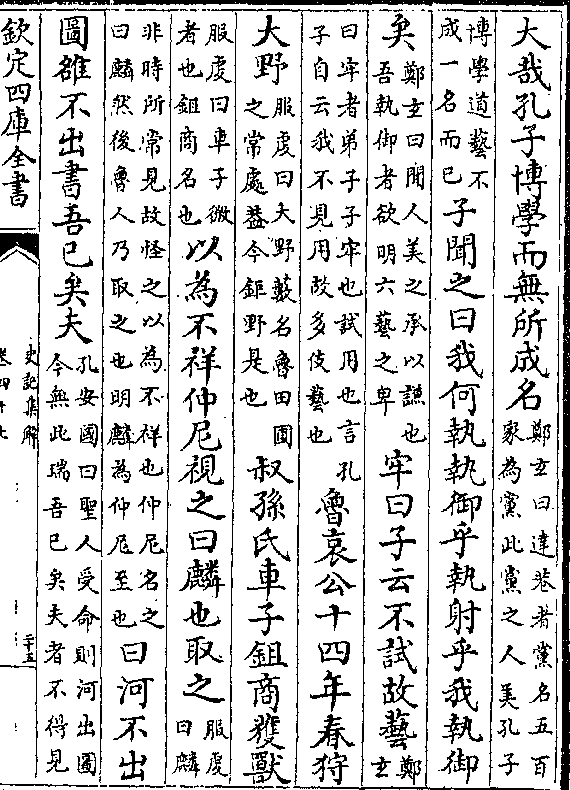 大哉孔子博學而無所成名鄭玄曰達巷者黨名五百家為黨此黨之人美孔子
博學道藝不成一名而已子聞之曰我何執執御乎執射乎我執御
矣鄭玄曰聞人美之承以謙也吾執御者欲明六藝之卑牢曰子云不試故藝鄭玄
曰牢者弟子子牢也試用也言孔子自云我不見用故多伎藝也魯哀公十四年春狩
大野服虔曰大野藪名魯田圃之常處蓋今鉅野是也叔孫氏車子鉏商獲獸
服虔曰車子微者也鉏商名也以為不祥仲尼視之曰麟也取之服虔曰麟
非時所常見故怪之以為不祥也仲尼名之曰麟然後魯人乃取之也明麟為仲尼至也曰河不出
圖雒不出書吾已矣夫孔安國曰聖人受命則河出圖今無此瑞吾已矣夫者不得見
欽定四庫全書
史記集解
卷四十七
二十五